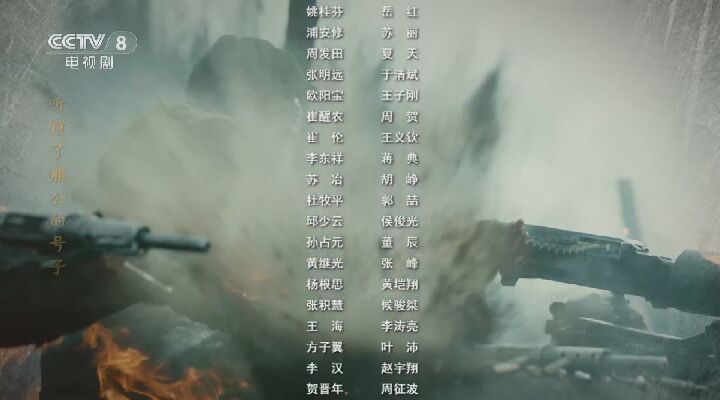 CCTV 8
电视剧
听惯了艄公的号子
姚桂芬 岳红
浦安修 苏丽
周发田 夏天
张明远 于清斌
欧阳宝 王子刚
崔醒农 周贺
崔伦 王义钦
李东祥 蒋典
苏冶 胡峥
杜牧平 郭喆
邱少云 侯俊光
孙占元 董辰
黄继光 张峰
杨根思 黄垲翔
张积慧 候骏桀
王海 李涛亮
方子翼 叶沛
李汉 赵宇翔
贺晋年 周征波